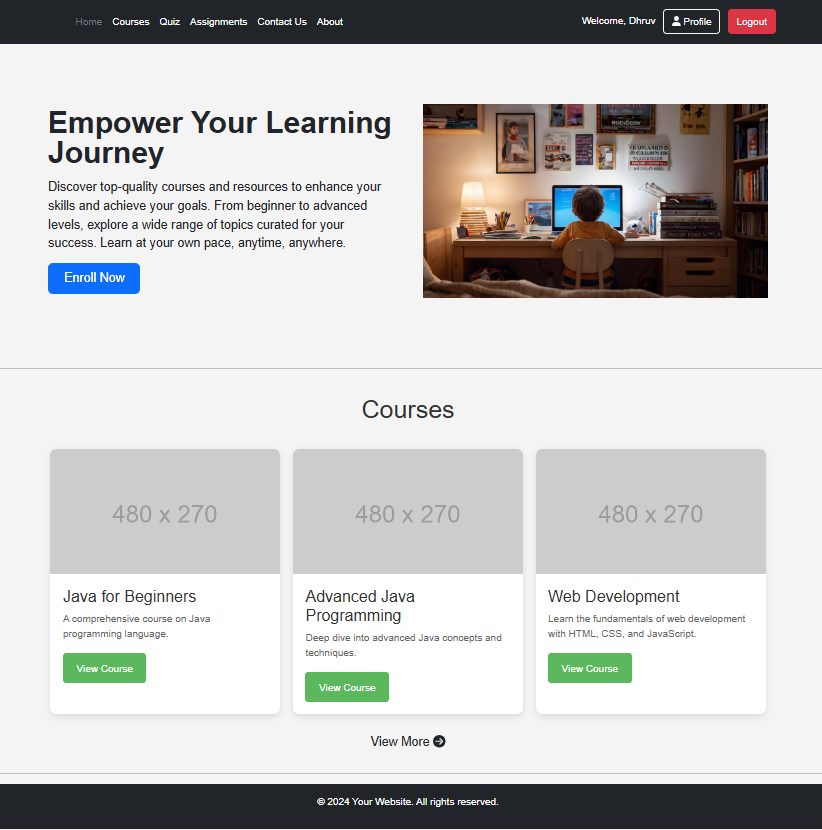 Home Courses Quiz Assignments Contact Us About Welcome, Dhruv Profile Logout
Empower Your Learning
Journey
Discover top-quality courses and resources to enhance your
skills and achieve your goals. From beginner to advanced
levels, explore a wide range of topics curated for your
success. Learn at your own pace, anytime, anywhere.
Enroll Now
Courses
480 x 270
Java for Beginners
A comprehensive course on Java
programming language.
View Course
480 x 270
Advanced Java
Programming
Deep dive into advanced Java concepts and
techniques.
View Course
480 x 270
Web Development
Learn the fundamentals of web development
with HTML, CSS, and JavaScript.
View Course
View More
© 2024 Your Website. All rights reserved.